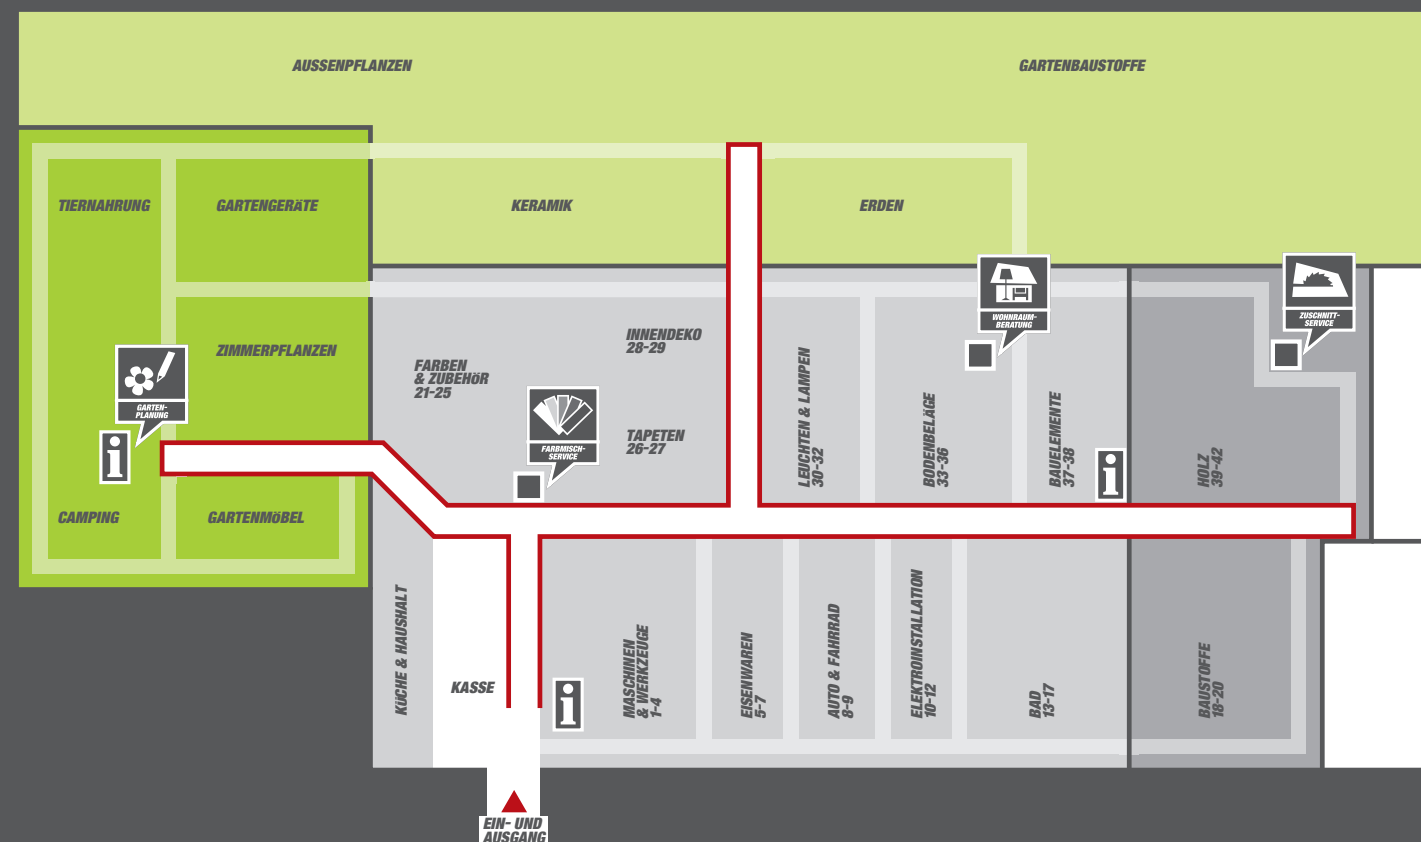 AUSSENPFLANZEN
GARTENBAUSTOFFE
TIERNAHRUNG
GARTENGERÄTE
KERAMIK
ERDEN
ZIMMERPFLANZEN
GARTEN-
PLANUNG
i
CAMPING
GARTENMÖBEL
FARBEN
& ZUBEHÖR
21-25
INNENDEKO
28-29
TAPETEN
26-27
FARBMISCH-
SERVICE
LEUCHTEN & LAMPEN
30-32
BODENBELÄGE
33-36
WOHNRAUM-
BERATUNG
BAUELEMENTE
37-38
i
HOLZ
39-42
ZUSCHNITT-
SERVICE
KÜCHE & HAUSHALT
KASSE
i
MASCHINEN
& WERKZEUGE
1-4
EISENWAREN
5-7
AUTO & FAHRRAD
8-9
ELEKTROINSTALLATION
10-12
BAD
13-17
BAUSTOFFE
18-20
EIN- UND
AUSGANG